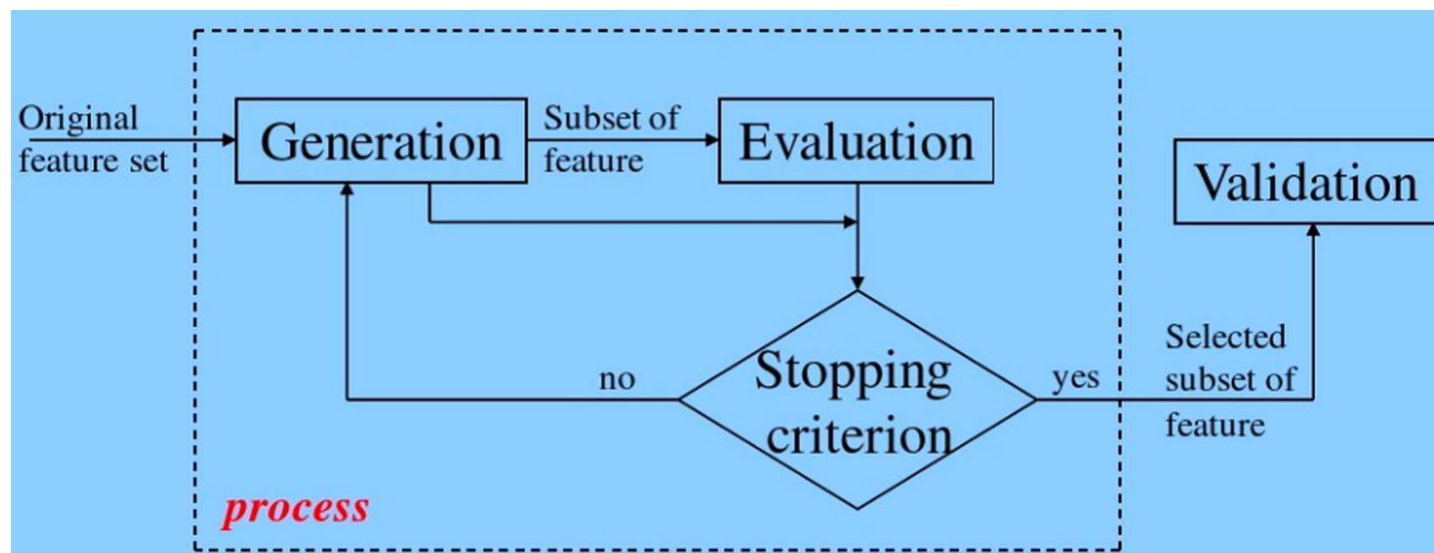 Original
feature set
Generation
Subset of
feature
Evaluation
Validation
Stopping
criterion
no
yes
Selected
subset of
feature
process